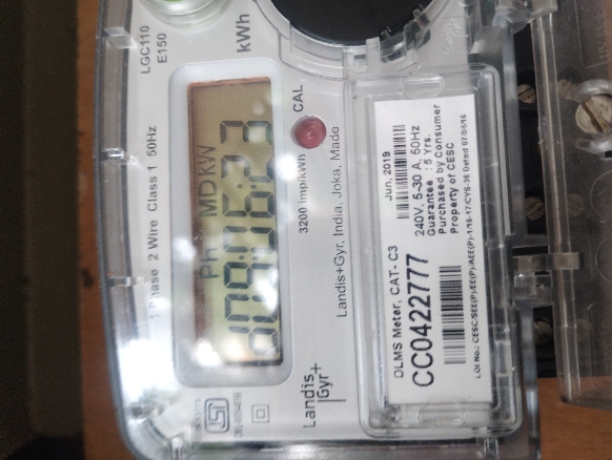 LGC110
E150
kWh
1 Phase 2 Wire Class 1 50Hz
Ph MDKW
CAL
3200 Imp/kWh
Landis+Gyr, India, Joka, Made
Landis
Gyr+
Jun, 2019
240V, 5-30 A, 50Hz
Guarantee : 5 Yrs.
Purchased by Consumer
Property of CESC
DLMS Meter, CAT- C3
CC0422777